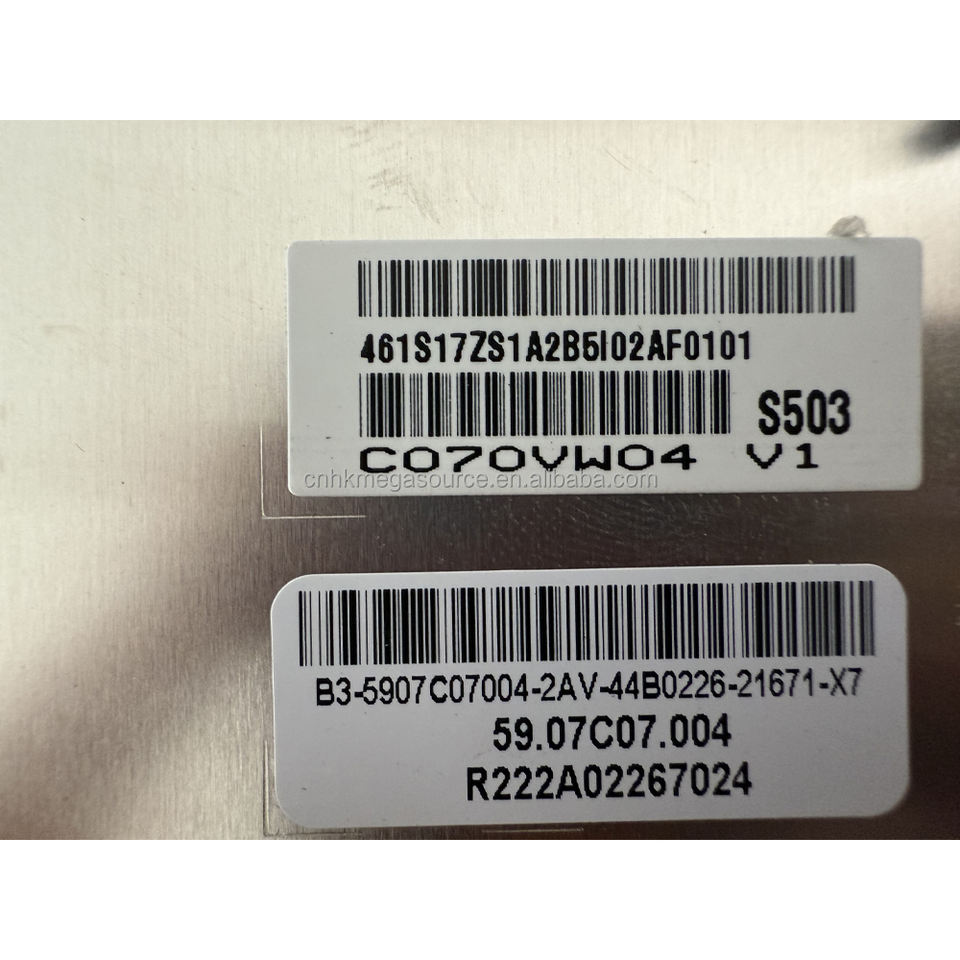 461S17ZS1A2B5I02AF0101
S503
C070VW04 V1
cnhkmegasource.en.alibaba.com
B3-5907C07004-2AV-44B0226-21671-X7
59.07C07.004
R222A02267024